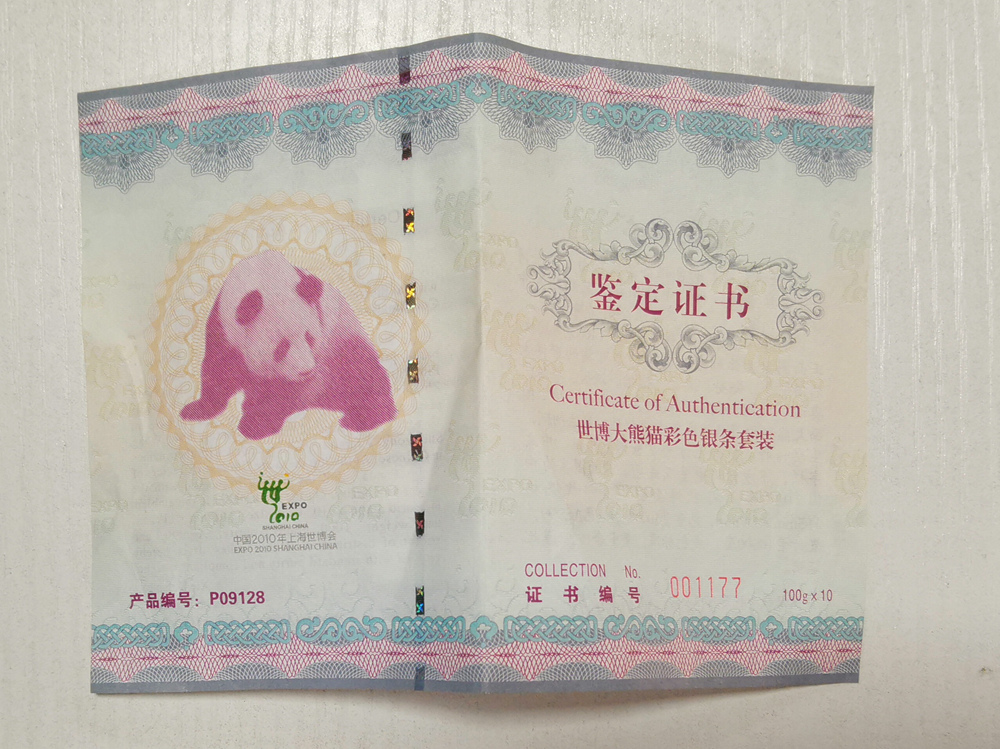 EXPO
2010
SHANGHAI CHINA
中国2010年上海世博会
EXPO 2010 SHANGHAI CHINA
产品编号：P09128
鉴定证书
Certificate of Authentication
世博大熊猫彩色银条套装
COLLECTION No.
证书编号 001177 100g x 10